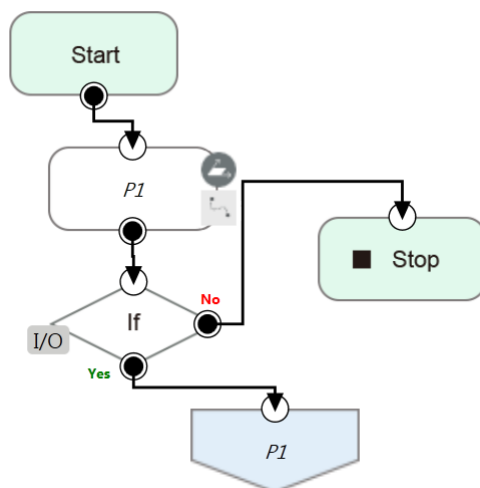 Start
P1
No
Stop
If
I/O
Yes
P1